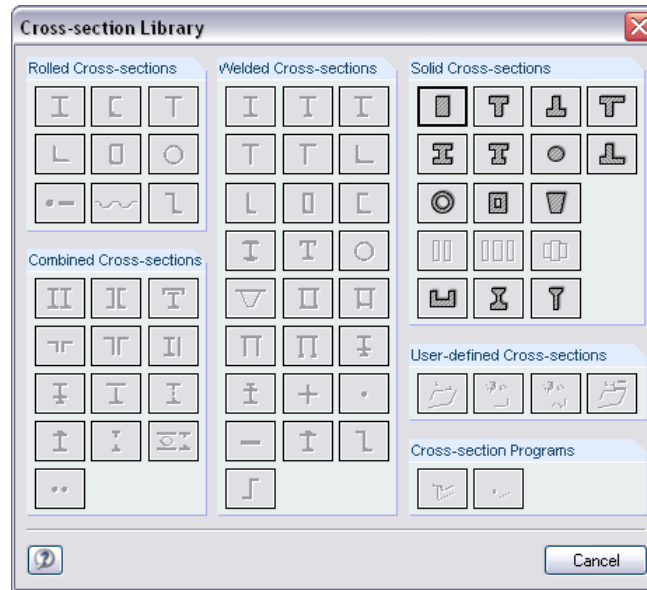 Cross-section Library
Rolled Cross-sections
Welded Cross-sections
Solid Cross-sections
Combined Cross-sections
User-defined Cross-sections
Cross-section Programs
Cancel